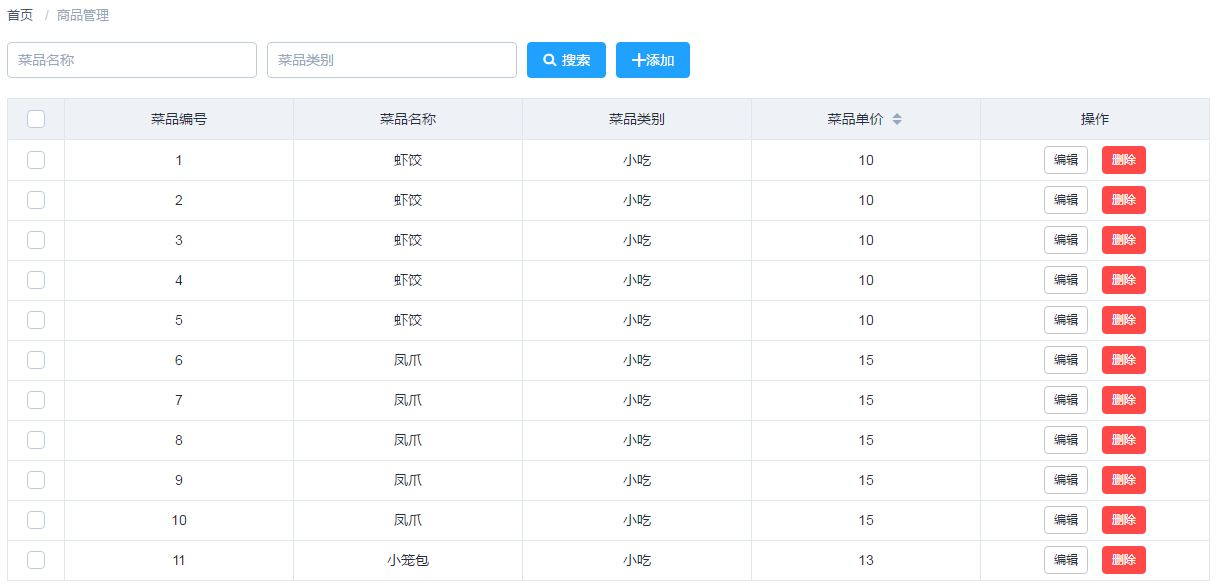 首页 / 商品管理
菜品名称 菜品类别 搜索 添加
菜品编号 菜品名称 菜品类别 菜品单价 操作
1 虾饺 小吃 10 编辑 删除
2 虾饺 小吃 10 编辑 删除
3 虾饺 小吃 10 编辑 删除
4 虾饺 小吃 10 编辑 删除
5 虾饺 小吃 10 编辑 删除
6 凤爪 小吃 15 编辑 删除
7 凤爪 小吃 15 编辑 删除
8 凤爪 小吃 15 编辑 删除
9 凤爪 小吃 15 编辑 删除
10 凤爪 小吃 15 编辑 删除
11 小笼包 小吃 13 编辑 删除